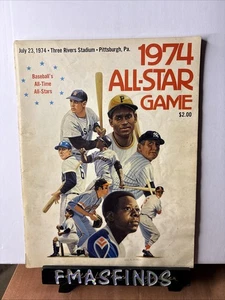 July 23, 1974 • Three Rivers Stadium • Pittsburgh, Pa.
1974
ALL-STAR
GAME
$2.00
Baseball's
All-Time
All-Stars
P
FMASFINDS